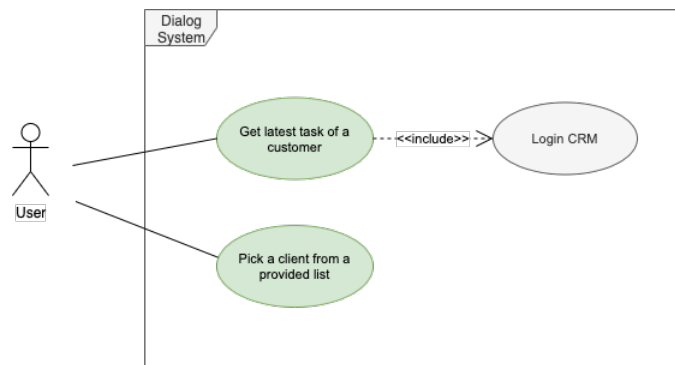 Dialog
System
Get latest task of a
customer
<<include>>
Login CRM
User
Pick a client from a
provided list